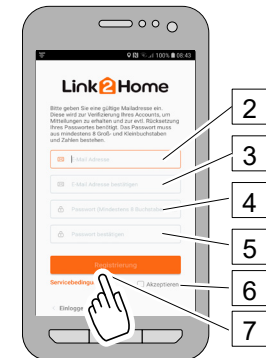 100% 08:43
Link2Home
Bitte geben Sie eine gültige Mailadresse ein.
Diese wird zur Verifizierung Ihres Accounts, um
Mitteilungen zu erhalten und zur evtl. Rücksetzung
ihres Passwortes benötigt. Das Passwort muss
aus mindestens 8 Groß- und Kleinbuchstaben
und Zahlen bestehen.
E-Mail Adresse
2
E-Mail Adresse bestätigen
3
Passwort (Mindestens 8 Buchstaben
4
Passwort bestätigen
5
Registrierung
Servicebedingu
Akzeptieren
6
Einlogge
7